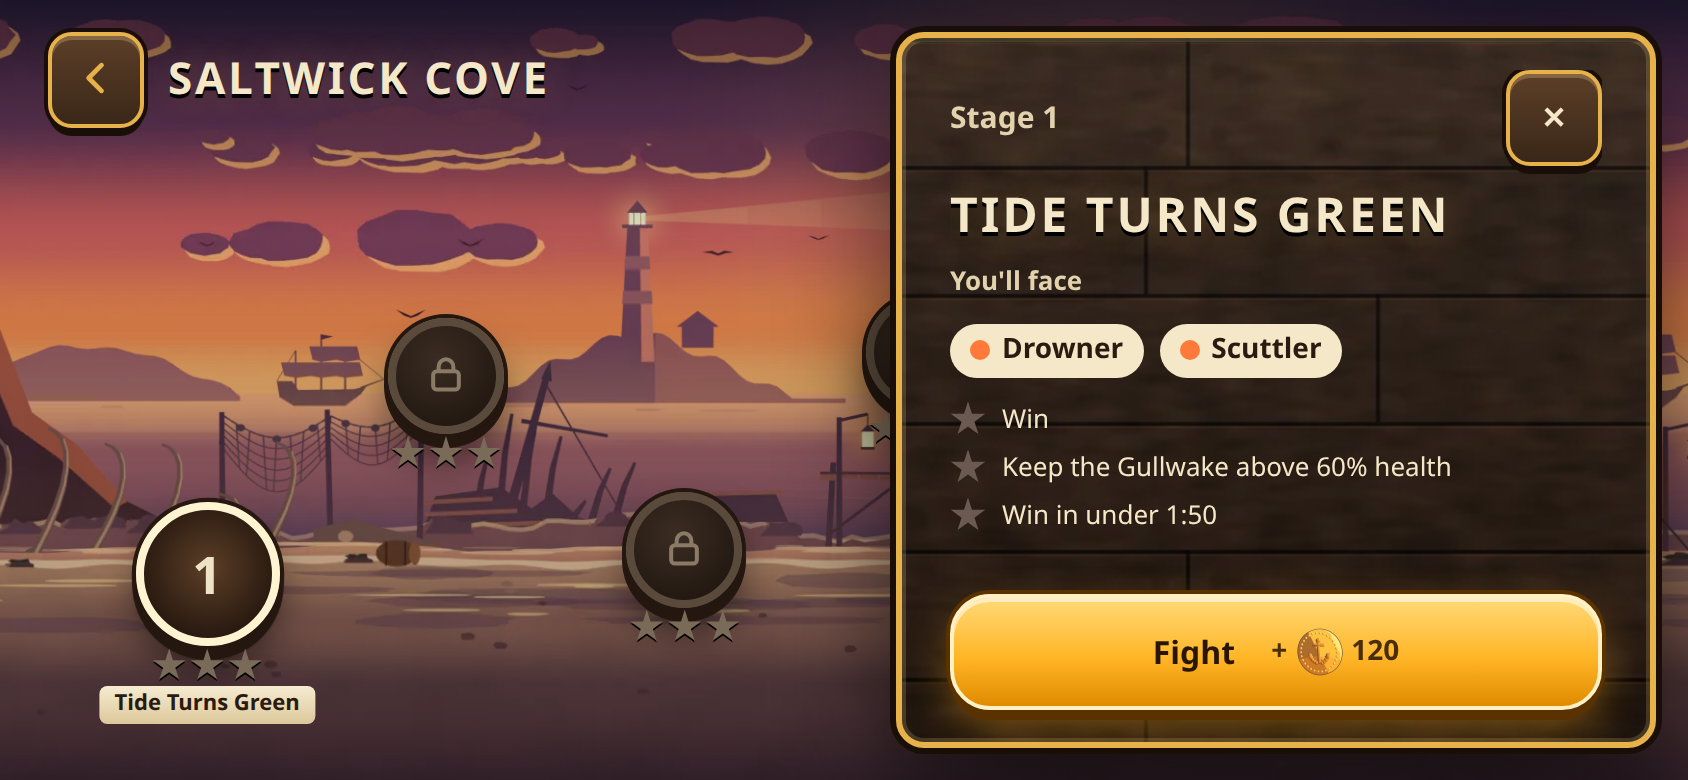 SALTWICK COVE
1
Tide Turns Green
Stage 1
×
TIDE TURNS GREEN
You'll face
Drowner
Scuttler
Win
Keep the Gullwake above 60% health
Win in under 1:50
Fight + 120